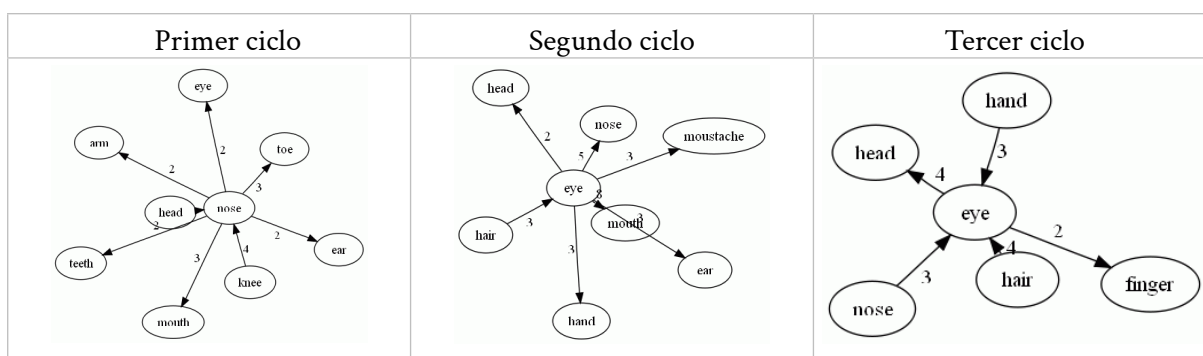 Primer ciclo
Segundo ciclo
Tercer ciclo
eye
arm
toe
2
2
3
head
nose
2
2
teeth
3
4
ear
knee
mouth
head
nose
moustache
2
5
3
eye
8
hair
3
mouth
3
3
ear
hand
hand
head
3
4
eye
2
4
3
hair
finger
nose